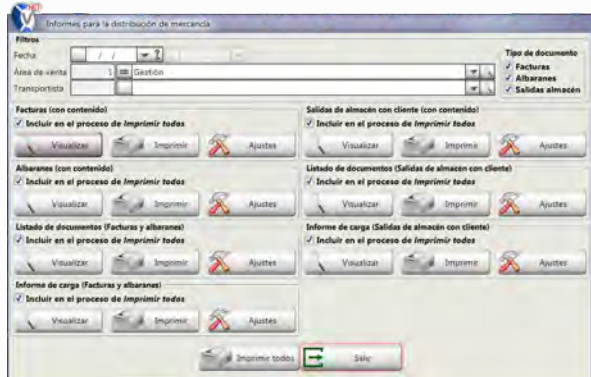 Informes para la distribución de mercancía
Filtros
Fecha / / ?
Área de venta 1 Gestión
Transportista
Tipo de documento
Facturas
Albaranes
Salidas almacén
Facturas (con contenido)
Incluir en el proceso de Imprimir todos
Visualizar Imprimir Ajustes
Salidas de almacén con cliente (con contenido)
Incluir en el proceso de Imprimir todos
Visualizar Imprimir Ajustes
Albaranes (con contenido)
Incluir en el proceso de Imprimir todos
Visualizar Imprimir Ajustes
Listado de documentos (Salidas de almacén con cliente)
Incluir en el proceso de Imprimir todos
Visualizar Imprimir Ajustes
Listado de documentos (Facturas y albaranes)
Incluir en el proceso de Imprimir todos
Visualizar Imprimir Ajustes
Informe de carga (Salidas de almacén con cliente)
Incluir en el proceso de Imprimir todos
Visualizar Imprimir Ajustes
Informe de carga (Facturas y albaranes)
Incluir en el proceso de Imprimir todos
Visualizar Imprimir Ajustes
Imprimir todos Salir